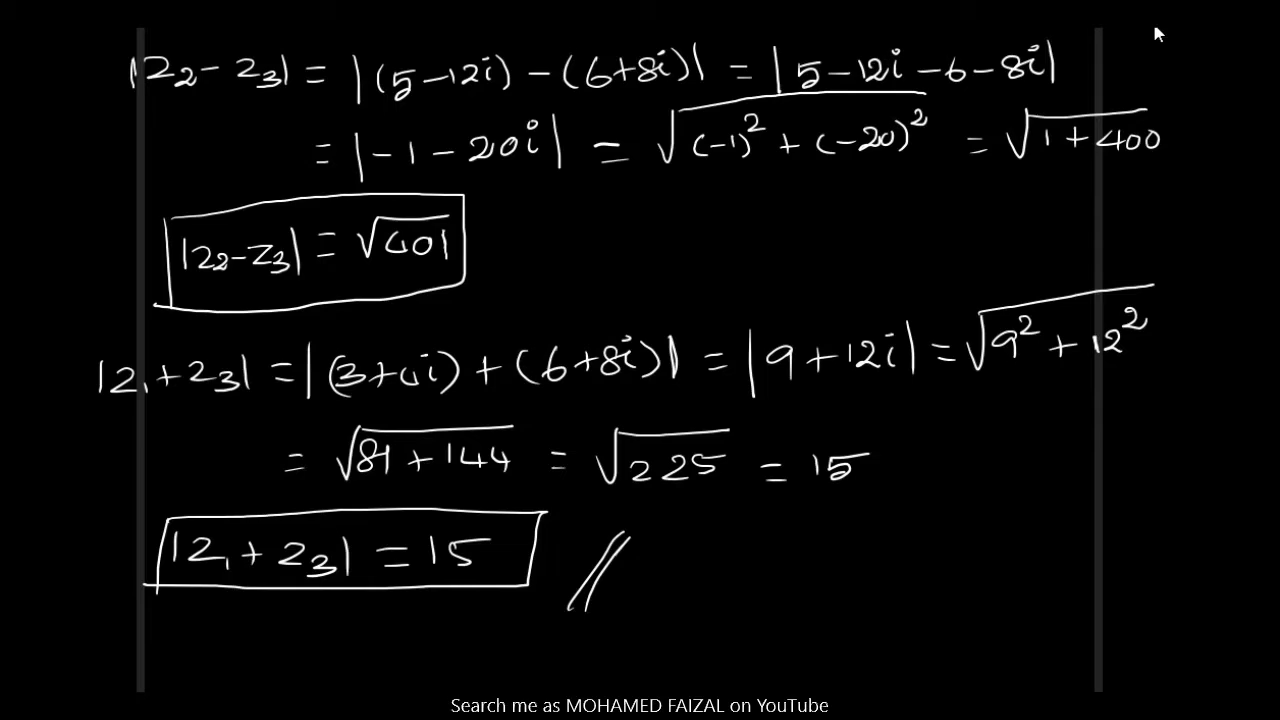 |z₂ - z₃| = |(5-12i) - (6+8i)| = |5-12i-6-8i|
= |-1-20i| = √((-1)² + (-20)²) = √(1+400)
|z₂-z₃| = √401
|z₁+z₃| = |(3+4i) + (6+8i)| = |9+12i| = √(9² + 12²)
= √(81+144) = √225 = 15
|z₁+z₃| = 15 //
Search me as MOHAMED FAIZAL on YouTube